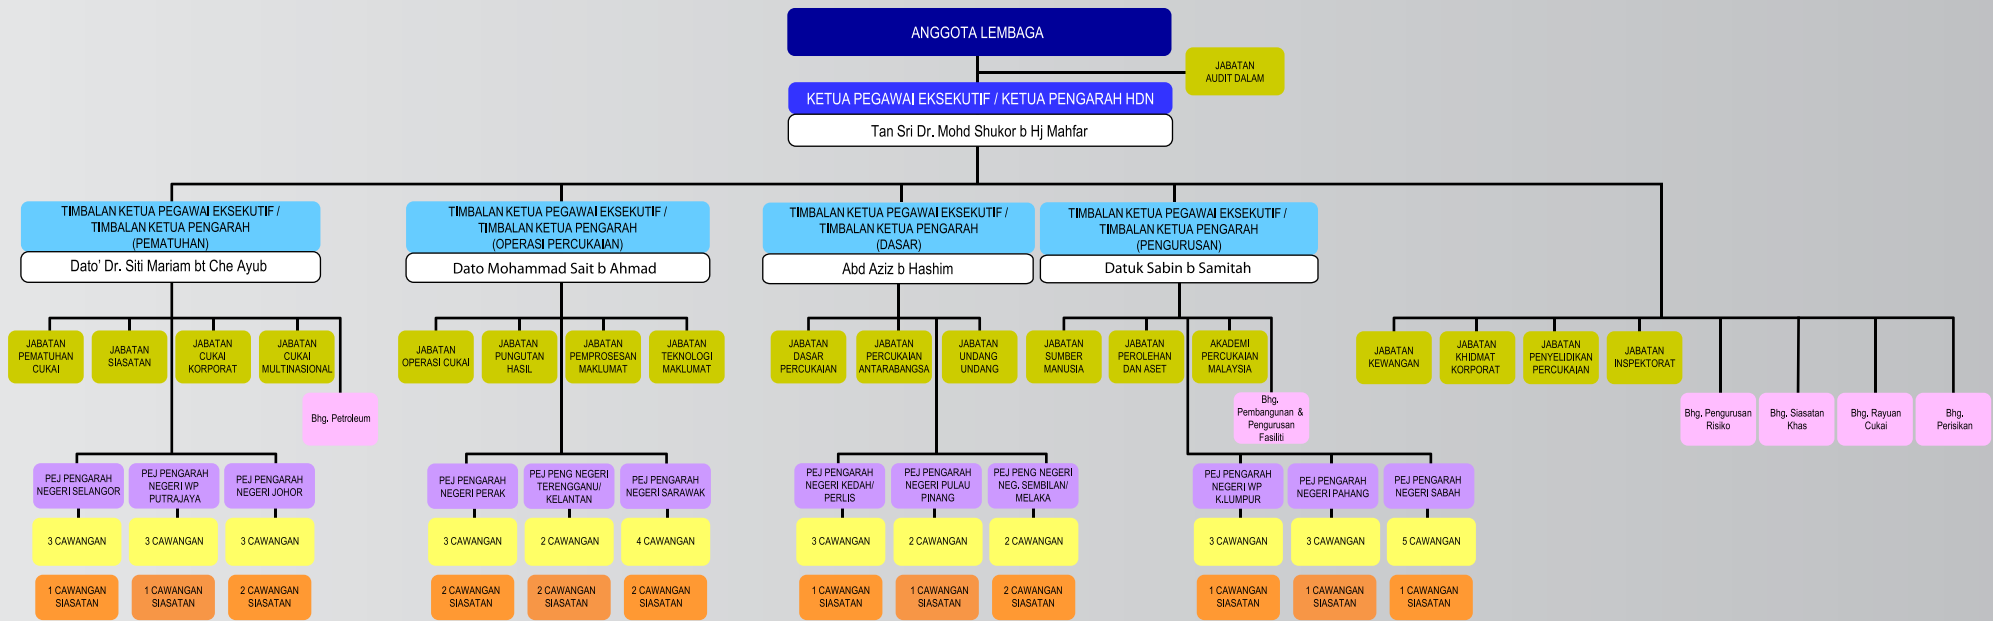 ANGGOTA LEMBAGA
JABATAN
AUDIT DALAM
KETUA PEGAWAI EKSEKUTIF / KETUA PENGARAH HDN
Tan Sri Dr. Mohd Shukor b Hj Mahfar
TIMBALAN KETUA PEGAWAI EKSEKUTIF /
TIMBALAN KETUA PENGARAH
(PEMATUHAN)
Dato' Dr. Siti Mariam bt Che Ayub
TIMBALAN KETUA PEGAWAI EKSEKUTIF /
TIMBALAN KETUA PENGARAH
(OPERASI PERCUKAIAN)
Dato Mohammad Sait b Ahmad
TIMBALAN KETUA PEGAWAI EKSEKUTIF /
TIMBALAN KETUA PENGARAH
(DASAR)
Abd Aziz b Hashim
TIMBALAN KETUA PEGAWAI EKSEKUTIF /
TIMBALAN KETUA PENGARAH
(PENGURUSAN)
Datuk Sabin b Samitah
JABATAN
PEMATUHAN
CUKAI
JABATAN
SIASATAN
JABATAN
CUKAI
KORPORAT
JABATAN
CUKAI
MULTINASIONAL
Bhg. Petroleum
JABATAN
OPERASI CUKAI
JABATAN
PUNGUTAN
HASIL
JABATAN
PEMPROSESAN
MAKLUMAT
JABATAN
TEKNOLOGI
MAKLUMAT
JABATAN
DASAR
PERCUKAIAN
JABATAN
PERCUKAIAN
ANTARABANGSA
JABATAN
UNDANG
UNDANG
JABATAN
SUMBER
MANUSIA
JABATAN
PEROLEHAN
DAN ASET
AKADEMI
PERCUKAIAN
MALAYSIA
Bhg.
Pembangunan &
Pengurusan
Fasiliti
JABATAN
KEWANGAN
JABATAN
KHIDMAT
KORPORAT
JABATAN
PENYELIDIKAN
PERCUKAIAN
JABATAN
INSPEKTORAT
Bhg. Pengurusan
Risiko
Bhg. Siasatan
Khas
Bhg. Rayuan
Cukai
Bhg.
Perisikan
PEJ PENGARAH
NEGERI SELANGOR
PEJ PENGARAH
NEGERI WP
PUTRAJAYA
PEJ PENGARAH
NEGERI JOHOR
PEJ PENGARAH
NEGERI PERAK
PEJ PENG NEGERI
TERENGGANU/
KELANTAN
PEJ PENGARAH
NEGERI SARAWAK
PEJ PENGARAH
NEGERI KEDAH/
PERLIS
PEJ PENGARAH
NEGERI PULAU
PINANG
PEJ PENG NEGERI
NEG. SEMBILAN/
MELAKA
PEJ PENGARAH
NEGERI WP
K.LUMPUR
PEJ PENGARAH
NEGERI PAHANG
PEJ PENGARAH
NEGERI SABAH
3 CAWANGAN
3 CAWANGAN
3 CAWANGAN
3 CAWANGAN
2 CAWANGAN
4 CAWANGAN
3 CAWANGAN
2 CAWANGAN
2 CAWANGAN
3 CAWANGAN
3 CAWANGAN
5 CAWANGAN
1 CAWANGAN
SIASATAN
1 CAWANGAN
SIASATAN
2 CAWANGAN
SIASATAN
2 CAWANGAN
SIASATAN
2 CAWANGAN
SIASATAN
2 CAWANGAN
SIASATAN
1 CAWANGAN
SIASATAN
1 CAWANGAN
SIASATAN
2 CAWANGAN
SIASATAN
1 CAWANGAN
SIASATAN
1 CAWANGAN
SIASATAN
1 CAWANGAN
SIASATAN